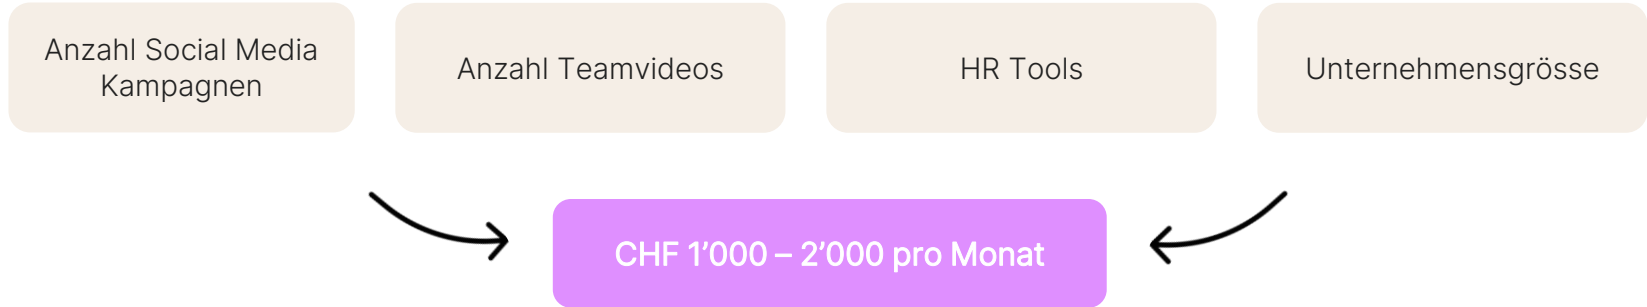 Anzahl Social Media
Kampagnen
Anzahl Teamvideos
HR Tools
Unternehmensgrösse
CHF 1’000 – 2’000 pro Monat